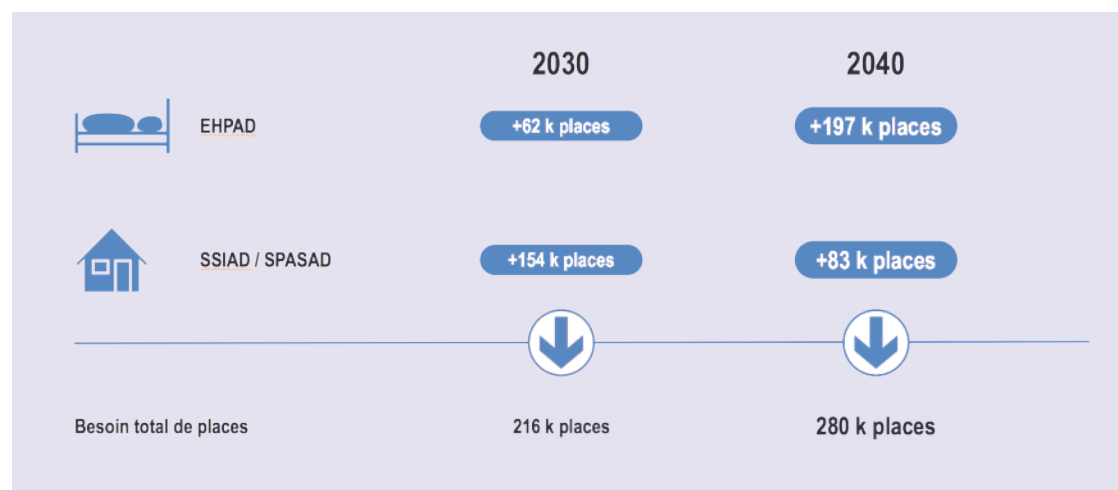 2030 2040
EHPAD +62 k places +197 k places
SSIAD / SPASAD +154 k places +83 k places
Besoin total de places 216 k places 280 k places